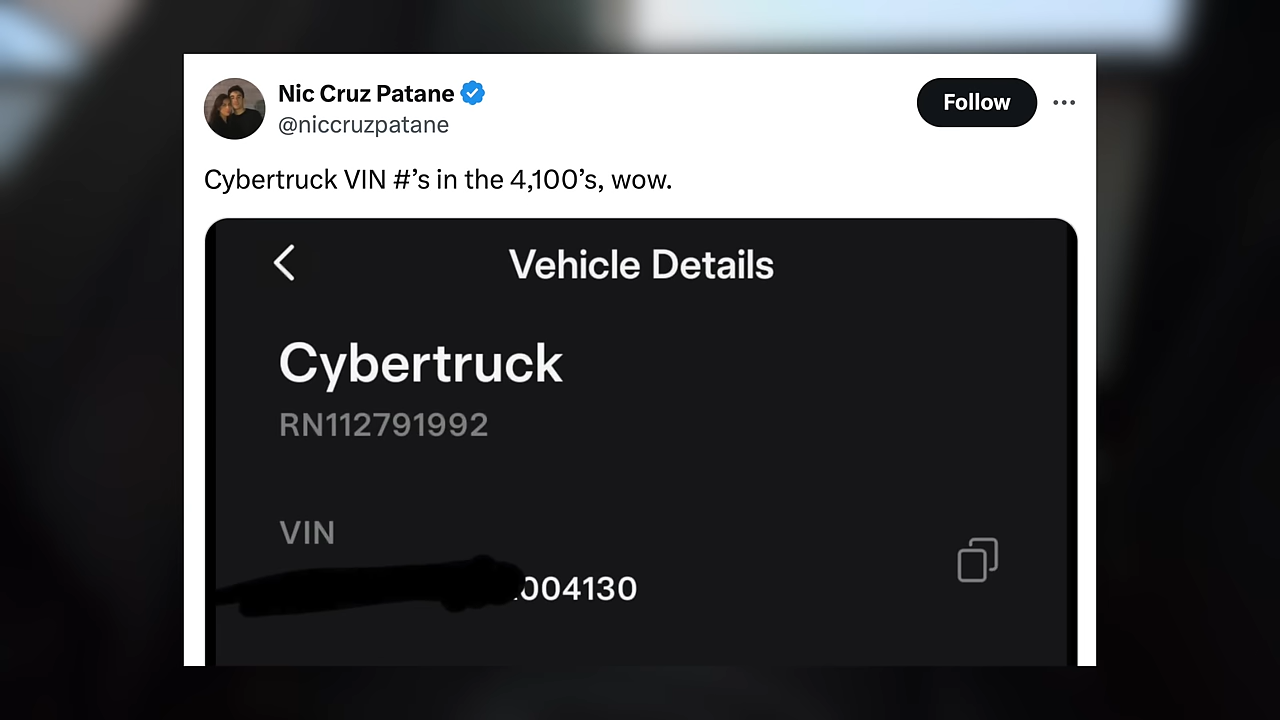 Nic Cruz Patane
Follow
@niccruzpatane
Cybertruck VIN #’s in the 4,100’s, wow.
Vehicle Details
Cybertruck
RN112791992
VIN
004130